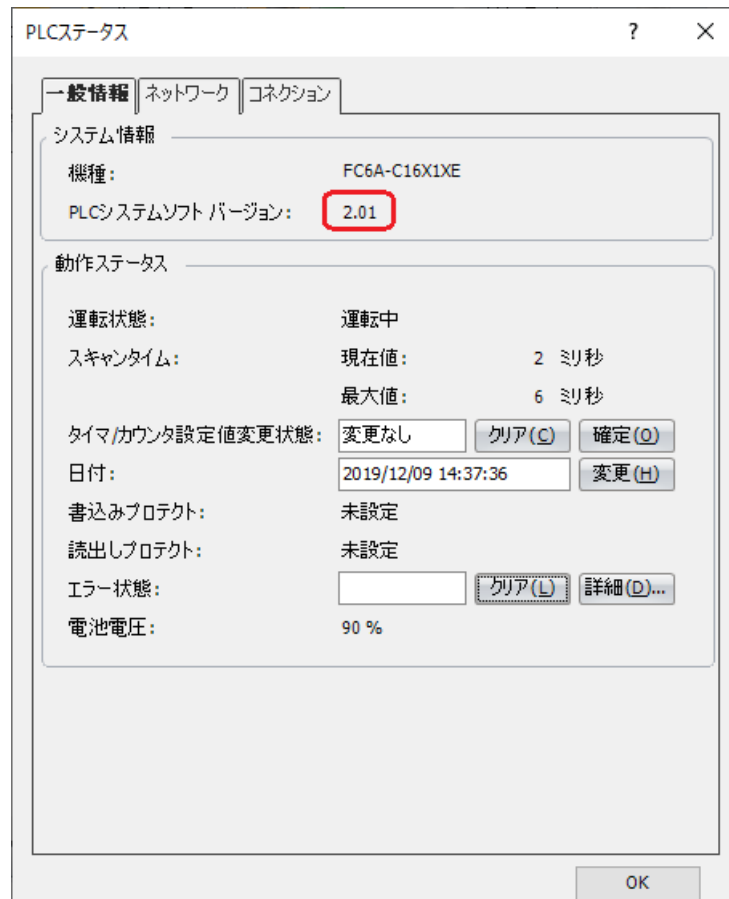 PLCステータス ? ×
一般情報 ネットワーク コネクション
システム情報
機種: FC6A-C16X1XE
PLCシステムソフト バージョン: 2.01
動作ステータス
運転状態: 運転中
スキャンタイム: 現在値: 2 ミリ秒
最大値: 6 ミリ秒
タイマ/カウンタ設定値変更状態: 変更なし クリア(C) 確定(O)
日付: 2019/12/09 14:37:36 変更(H)
書込みプロテクト: 未設定
読出しプロテクト: 未設定
エラー状態: クリア(L) 詳細(D)...
電池電圧: 90 %
OK